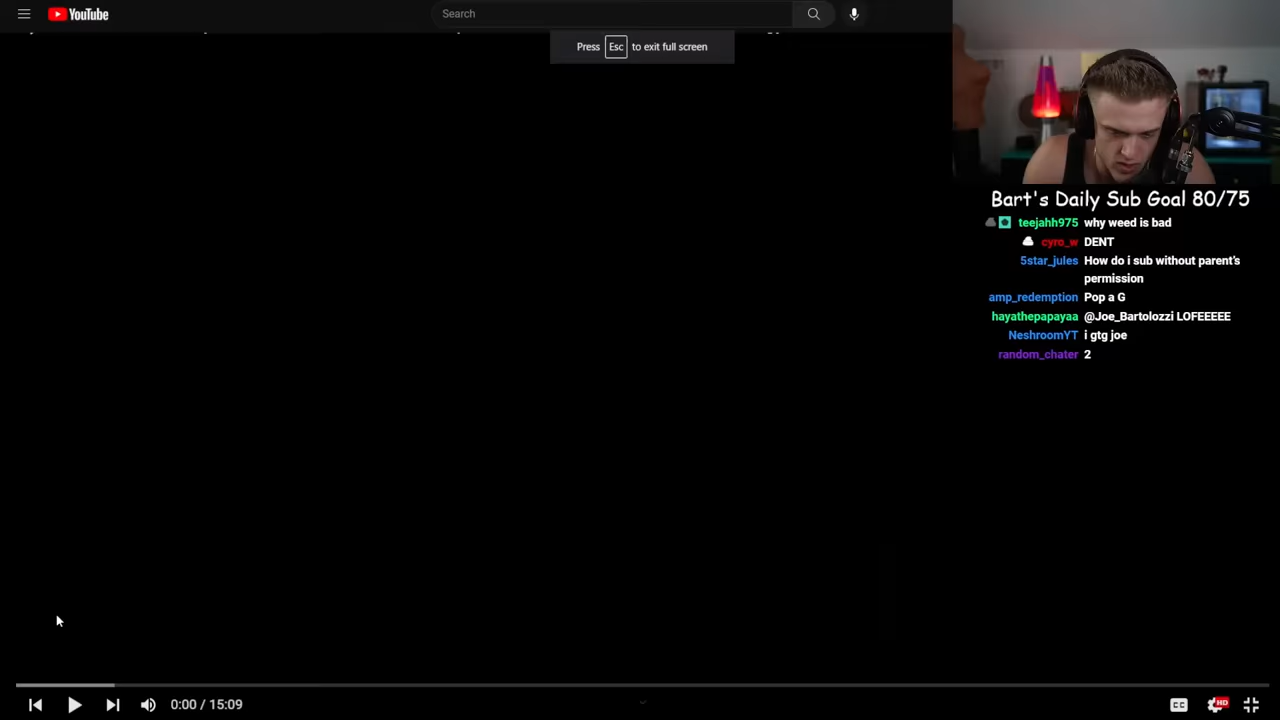 YouTube
Search
Press Esc to exit full screen
Bart's Daily Sub Goal 80/75
teejahh975 why weed is bad
cyro_w DENT
5star_jules How do i sub without parent's
permission
amp_redemption Pop a G
hayathepapayaa @Joe_Bartolozzi LOFEEEEE
NeshroomYT i gtg joe
random_chater 2
0:00 / 15:09
CC
HD